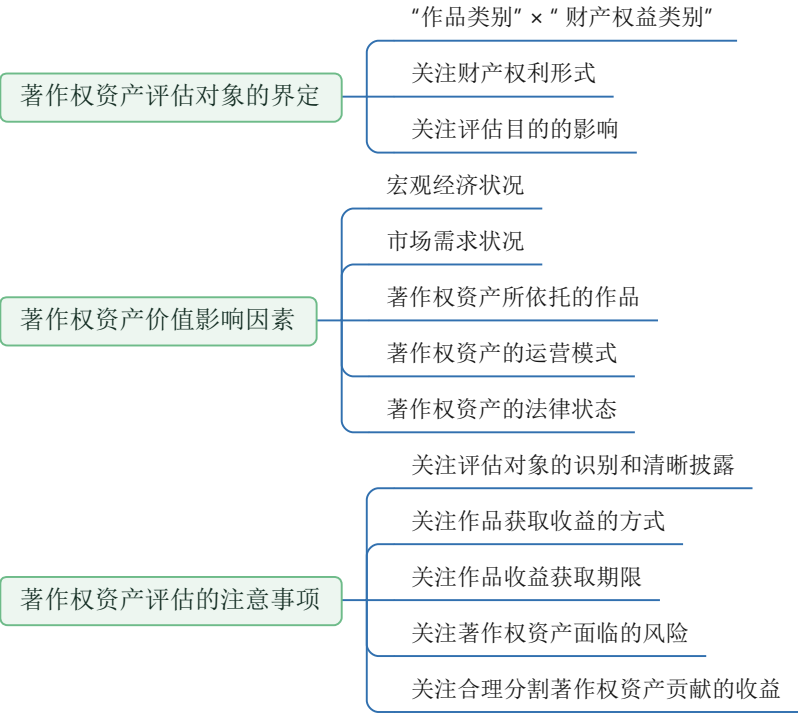 著作权资产评估对象的界定
“作品类别” × “ 财产权益类别”
关注财产权利形式
关注评估目的的影响
著作权资产价值影响因素
宏观经济状况
市场需求状况
著作权资产所依托的作品
著作权资产的运营模式
著作权资产的法律状态
著作权资产评估的注意事项
关注评估对象的识别和清晰披露
关注作品获取收益的方式
关注作品收益获取期限
关注著作权资产面临的风险
关注合理分割著作权资产贡献的收益